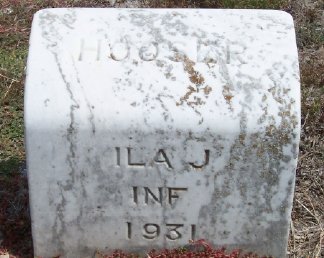 HOOSIER
ILA J
INF
1931